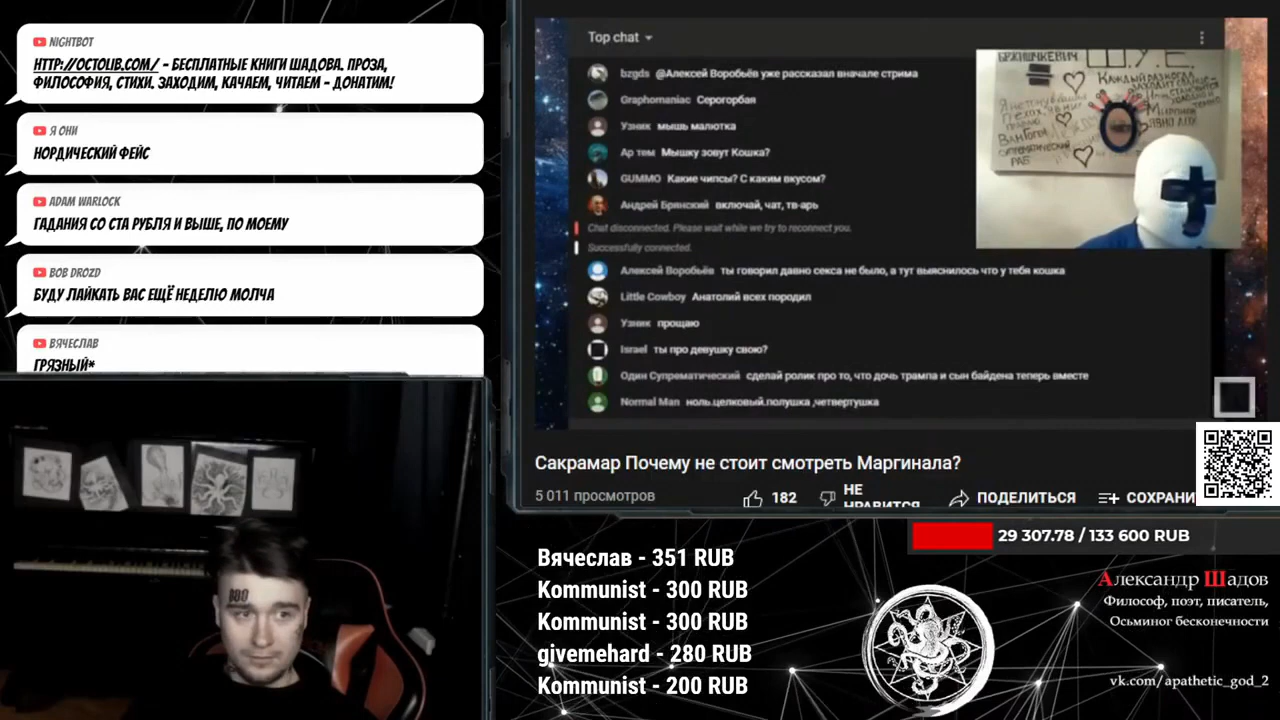 NIGHTBOT
HTTP://OCTOLIB.COM/ - БЕСПЛАТНЫЕ КНИГИ ШАДОВА. ПРОЗА,
ФИЛОСОФИЯ, СТИХИ. ЗАХОДИМ, КАЧАЕМ, ЧИТАЕМ - ДОНАТИМ!
Я ОНИ
НОРДИЧЕСКИЙ ФЕЙС
ADAM WARLOCK
ГАДАНИЯ СО СТА РУБЛЯ И ВЫШЕ, ПО МОЕМУ
BOB DROZD
БУДУ ЛАЙКАТЬ ВАС ЕЩЁ НЕДЕЛЮ МОЛЧА
ВЯЧЕСЛАВ
ГРЯЗНЫЙ*
Top chat
bzgds @Алексей Воробьёв уже рассказал вначале стрима
Graphomaniac Серогорбая
Узник мышь малютка
Ар тем Мышку зовут Кошка?
GUMMO Какие чипсы? С каким вкусом?
Андрей Брянский включай, чат, тв-арь
Chat disconnected. Please wait while we try to reconnect you.
Successfully connected.
Алексей Воробьёв ты говорил давно секса не было, а тут выяснилось что у тебя кошка
Little Cowboy Анатолий всех породил
Узник прощаю
Israel ты про девушку свою?
Один Супрематический сделай ролик про то, что дочь трампа и сын байдена теперь вместе
Normal Man ноль.целковый.полушка ,четвертушка
Ш.У.Е.
Каждый
Ван Гоген
раб
Сакрамар Почему не стоит смотреть Маргинала?
5 011 просмотров
182
НЕ НРАВИТСЯ
ПОДЕЛИТЬСЯ
СОХРАНИ
29 307.78 / 133 600 RUB
Вячеслав - 351 RUB
Kommunist - 300 RUB
Kommunist - 300 RUB
givemehard - 280 RUB
Kommunist - 200 RUB
Александр Шадов
Философ, поэт, писатель,
Осьминог бесконечности
vk.com/apathetic_god_2